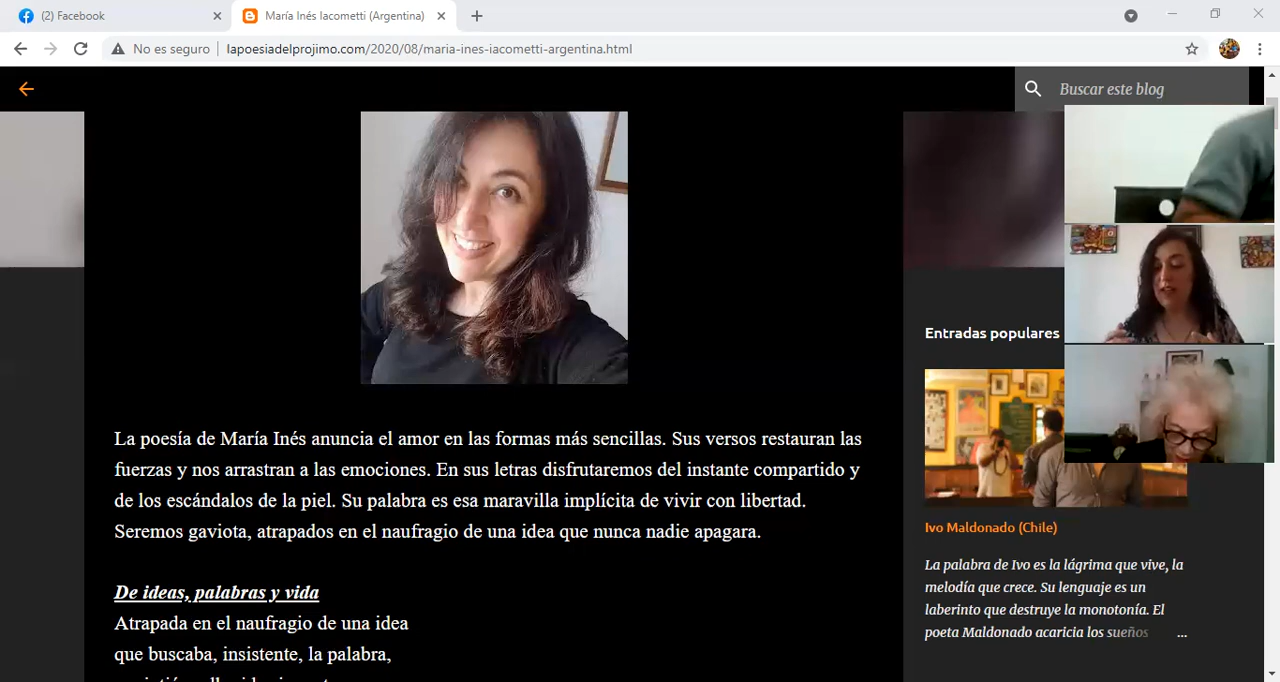 (2) Facebook
María Inés Iacometti (Argentina)
No es seguro
lapoesiadelprojimo.com/2020/08/maria-ines-iacometti-argentina.html
Buscar este blog
La poesía de María Inés anuncia el amor en las formas más sencillas. Sus versos restauran las
fuerzas y nos arrastran a las emociones. En sus letras disfrutaremos del instante compartido y
de los escándalos de la piel. Su palabra es esa maravilla implícita de vivir con libertad.
Seremos gaviota, atrapados en el naufragio de una idea que nunca nadie apagara.
De ideas, palabras y vida
Atrapada en el naufragio de una idea
que buscaba, insistente, la palabra,
Entradas populares
Ivo Maldonado (Chile)
La palabra de Ivo es la lágrima que vive, la
melodía que crece. Su lenguaje es un
laberinto que destruye la monotonía. El
poeta Maldonado acaricia los sueños ...